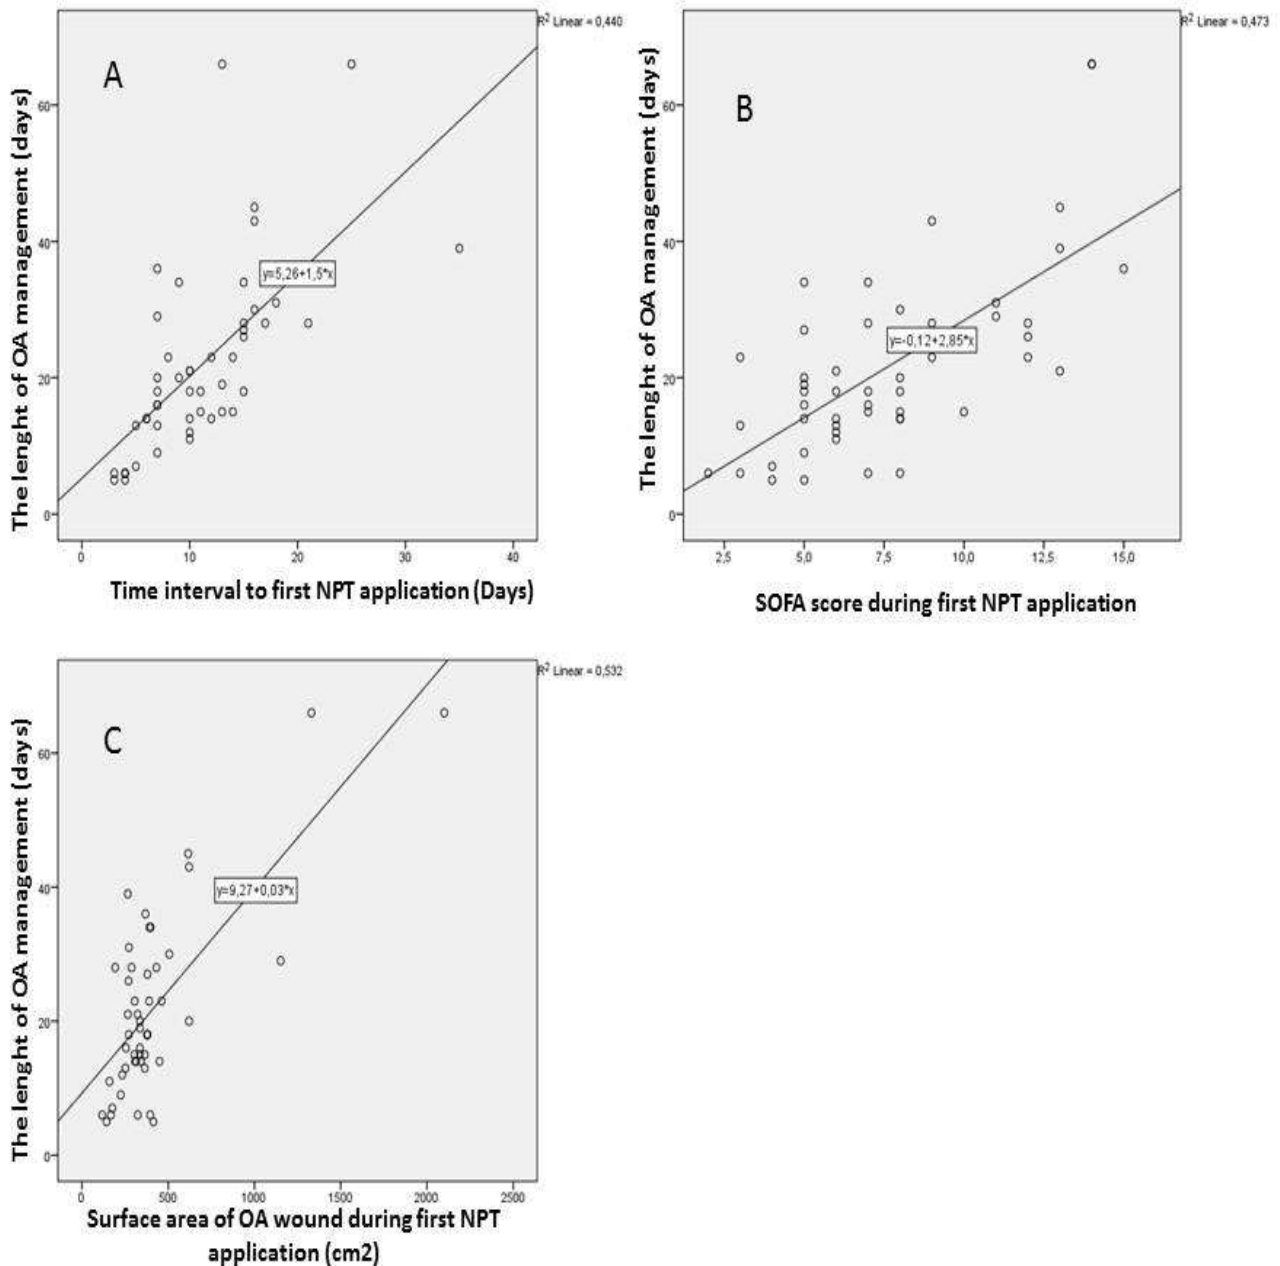 R2 Linear = 0,440
A
The lenght of OA management (days)
60
40
20
0
y=5,26+1,5*x
0 10 20 30 40
Time interval to first NPT application (Days)
R2 Linear = 0,473
B
The lenght of OA management (days)
60
40
20
0
y=-0,12+2,85*x
2,5 5,0 7,5 10,0 12,5 15,0
SOFA score during first NPT application
R2 Linear = 0,532
C
The lenght of OA management (days)
60
40
20
0
y=9,27+0,03*x
0 500 1000 1500 2000 2500
Surface area of OA wound during first NPT
application (cm2)